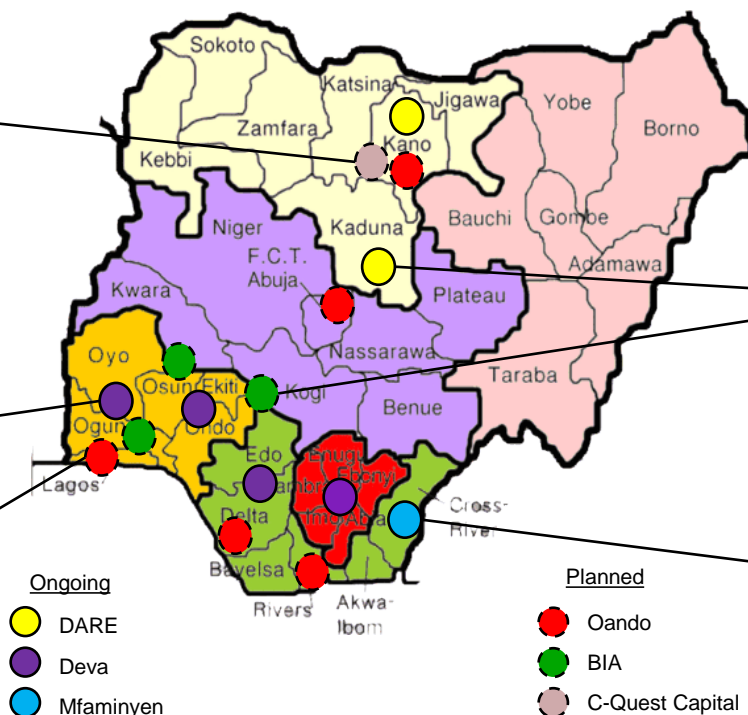 Sokoto
Katsina
Jigawa
Yobe
Borno
Zamfara
Kano
Kebbi
Kaduna
Bauchi
Gombe
Niger
F.C.T.
Abuja
Adamawa
Kwara
Plateau
Oyo
Nassarawa
Taraba
Osun Ekiti
Kogi
Benue
Ogun
Ondo
Edo
Enugu
Ebonyi
Lagos
Delta
Imo Abia
Cross-
River
Bayelsa
Rivers
Akwa-
Ibom
Ongoing
DARE
Deva
Mfaminyen
Planned
Oando
BIA
C-Quest Capital